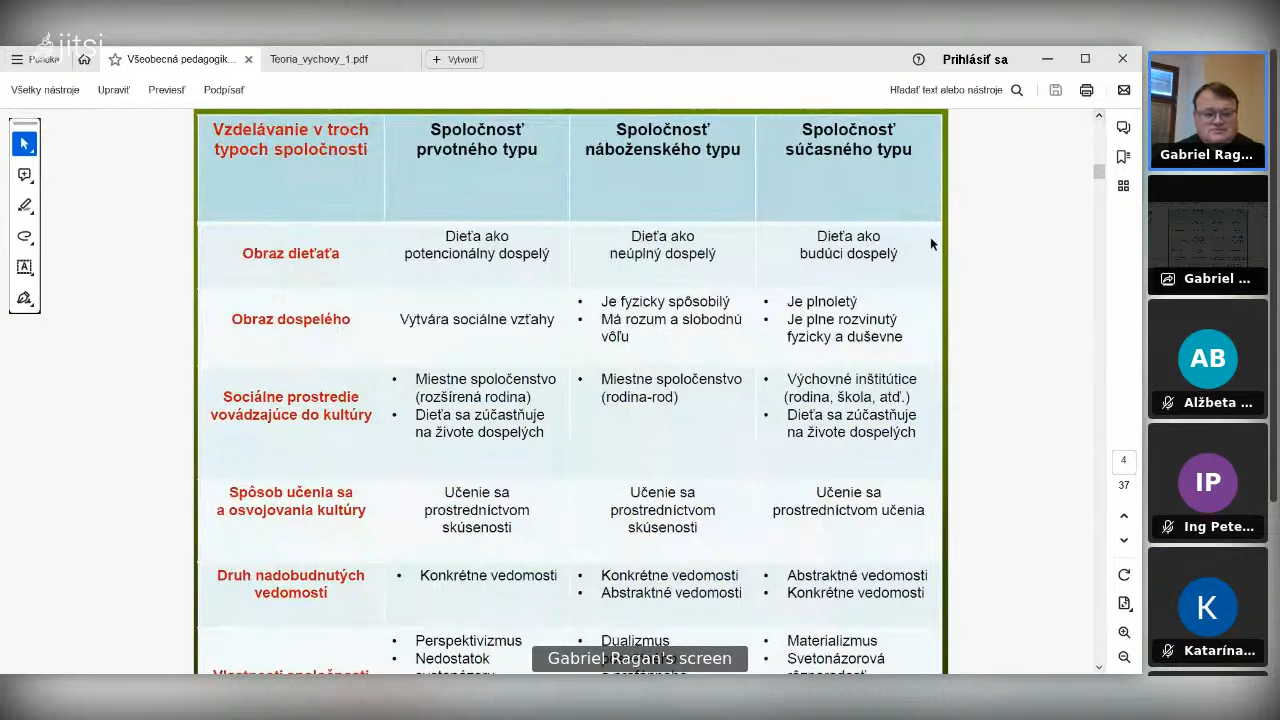 jitsi
Ponuka
Všeobecná pedagogik...
Teoria_vychovy_1.pdf
Vytvoriť
Prihlásiť sa
Všetky nástroje
Upraviť
Previesť
Podpísať
Hľadať text alebo nástroje
Vzdelávanie v troch
typoch spoločnosti
Spoločnosť
prvotného typu
Spoločnosť
náboženského typu
Spoločnosť
súčasného typu
Obraz dieťaťa
Dieťa ako
potencionálny dospelý
Dieťa ako
neúplný dospelý
Dieťa ako
budúci dospelý
Obraz dospelého
Vytvára sociálne vzťahy
• Je fyzicky spôsobilý
• Má rozum a slobodnú
vôľu
• Je plnoletý
• Je plne rozvinutý
fyzicky a duševne
Sociálne prostredie
vovádzajúce do kultúry
• Miestne spoločenstvo
(rozšírená rodina)
• Dieťa sa zúčastňuje
na živote dospelých
• Miestne spoločenstvo
(rodina-rod)
• Výchovné inštitútice
(rodina, škola, atď.)
• Dieťa sa zúčastňuje
na živote dospelých
Spôsob učenia sa
a osvojovania kultúry
Učenie sa
prostredníctvom
skúsenosti
Učenie sa
prostredníctvom
skúsenosti
Učenie sa
prostredníctvom učenia
Druh nadobudnutých
vedomostí
• Konkrétne vedomosti
• Konkrétne vedomosti
• Abstraktné vedomosti
• Abstraktné vedomosti
• Konkrétne vedomosti
Vlastnosti spoločnosti
• Perspektivizmus
• Nedostatok
• Dualizmus
• Materializmus
• Svetonázorová
Gabriel Ragan's screen
4
37
Gabriel Rag...
Gabriel ...
AB
Alžbeta ...
IP
Ing Pete...
K
Katarína...